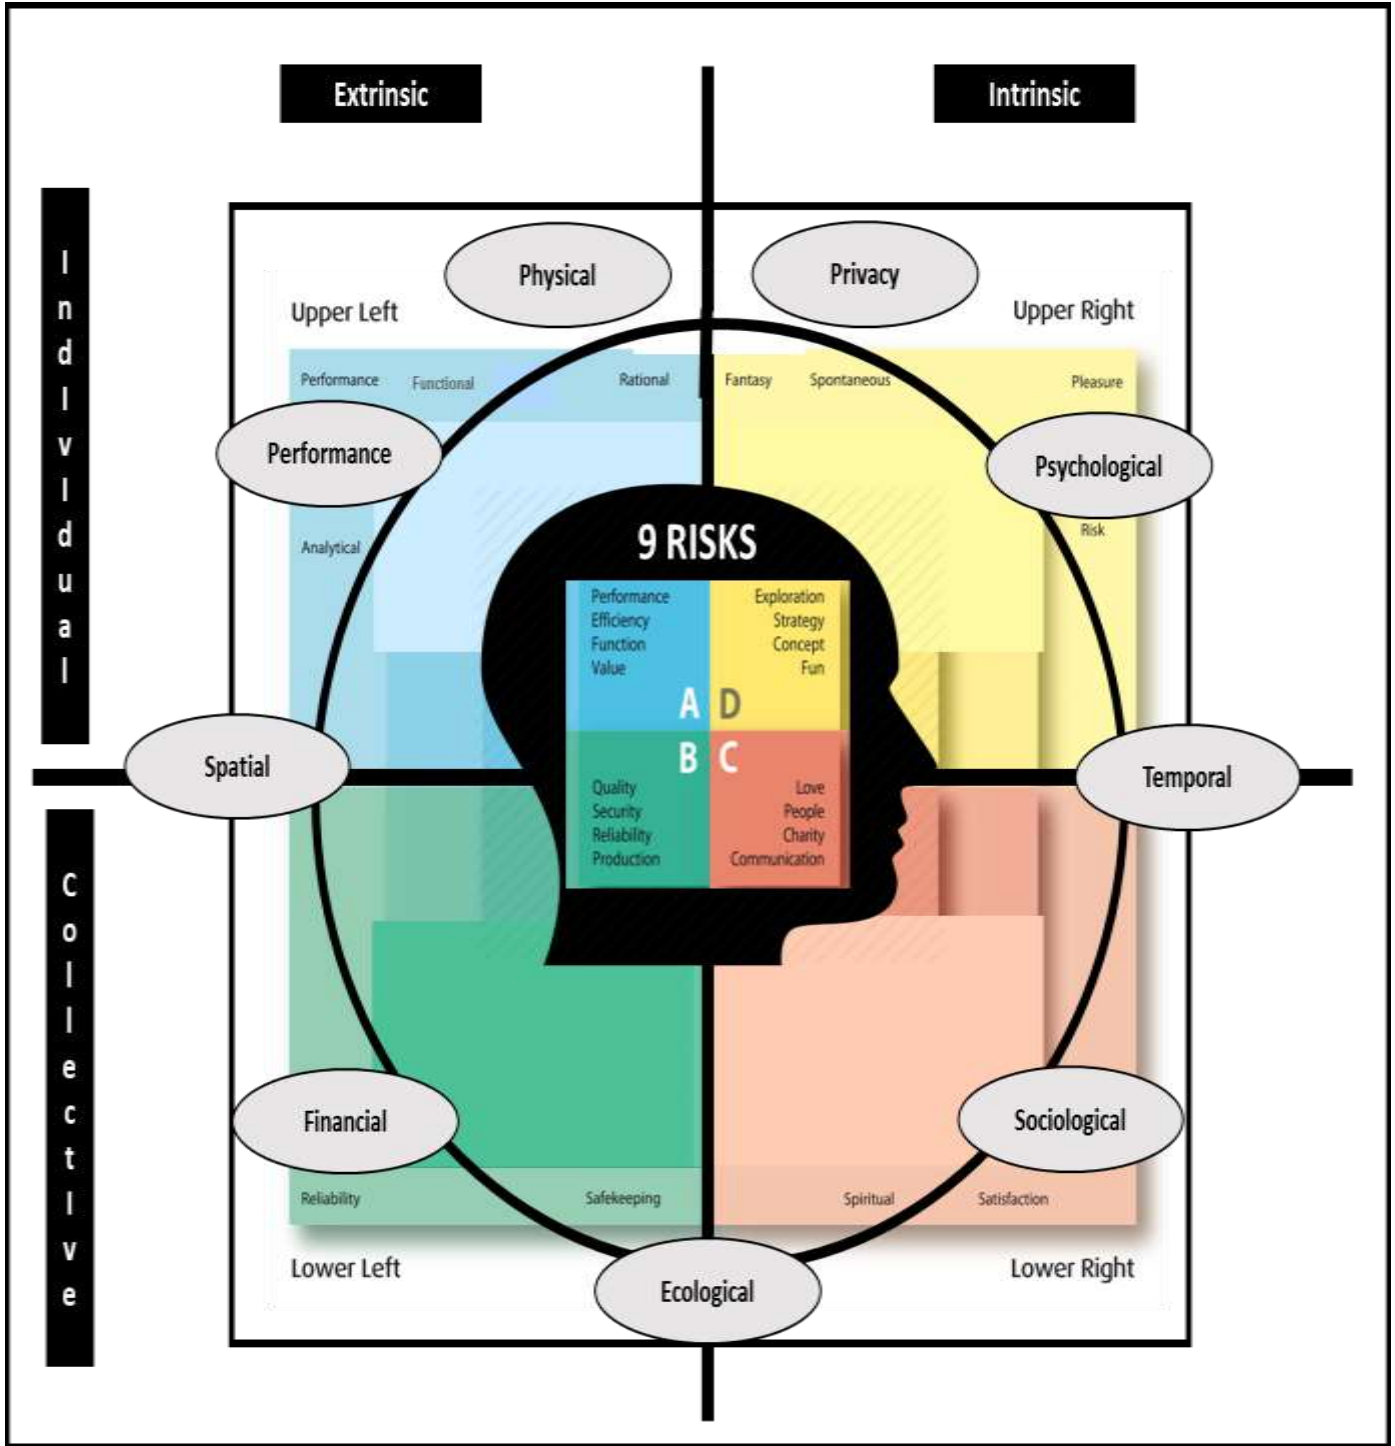 Extrinsic
Intrinsic
IndIvIdual
CollectIve
Physical
Privacy
Upper Left
Upper Right
Performance
Functional
Rational
Fantasy
Spontaneous
Pleasure
Performance
Psychological
Analytical
Risk
9 RISKS
Performance
Efficiency
Function
Value
A
Exploration
Strategy
Concept
Fun
D
Spatial
Temporal
B
Quality
Security
Reliability
Production
C
Love
People
Charity
Communication
Financial
Sociological
Reliability
Safekeeping
Spiritual
Satisfaction
Lower Left
Lower Right
Ecological